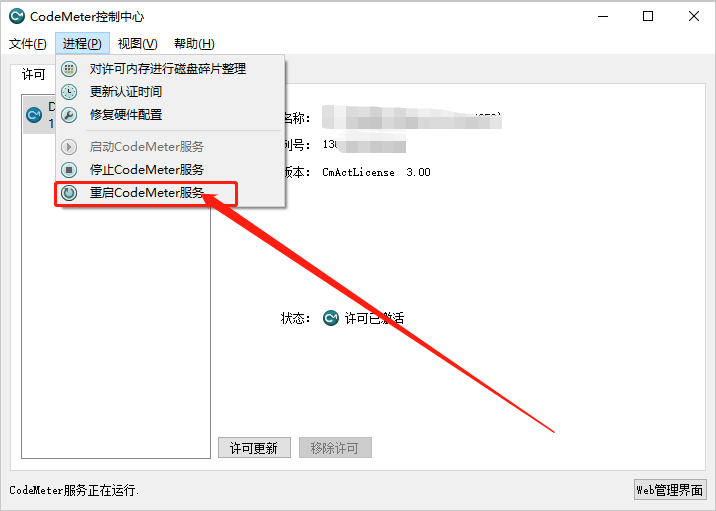 CodeMeter控制中心
文件(F) 进程(P) 视图(V) 帮助(H)
许可
对许可内存进行磁盘碎片整理
更新认证时间
修复硬件配置
启动CodeMeter服务
停止CodeMeter服务
重启CodeMeter服务
D
1
名称:
列号: 130
版本: CmActLicense 3.00
状态: 许可已激活
许可更新 移除许可
CodeMeter服务正在运行. Web管理界面